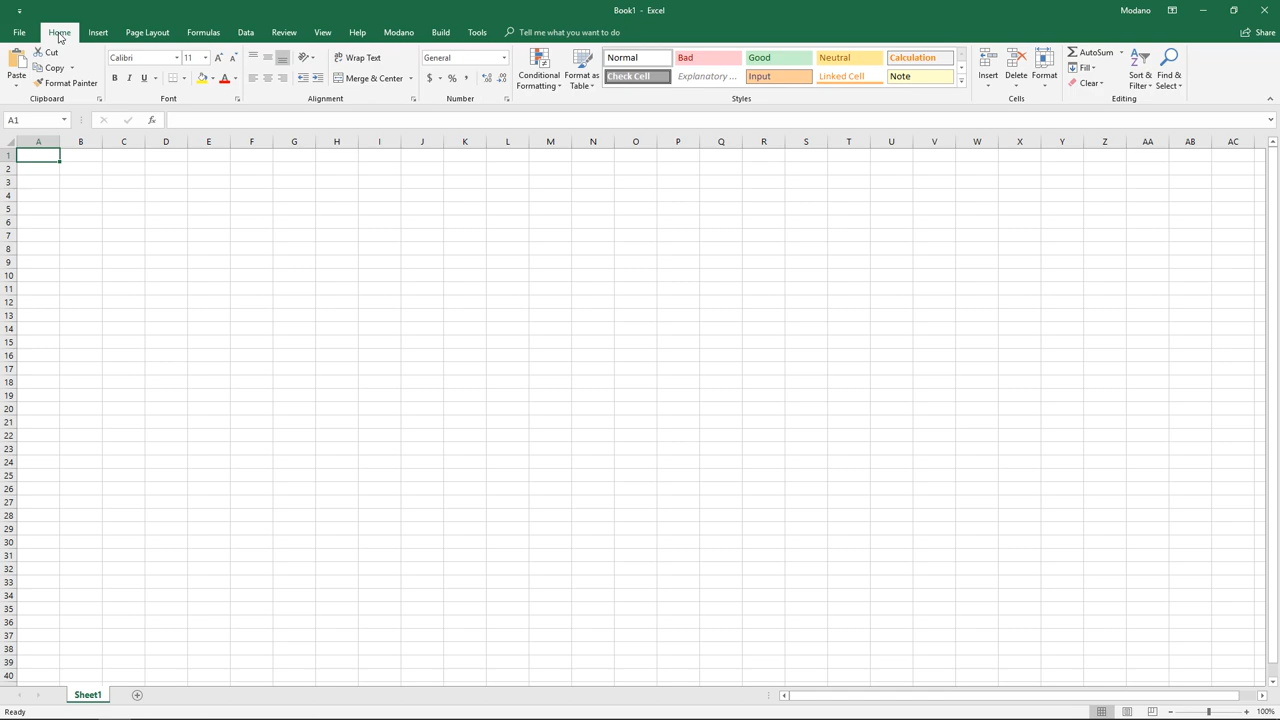 Book1 - Excel
Modano
File Home Insert Page Layout Formulas Data Review View Help Modano Build Tools Tell me what you want to do Share
Paste
Cut
Copy
Format Painter
Clipboard
Calibri 11 A A
B I U A
Font
Wrap Text
Merge & Center
Alignment
General
$ % ,
Number
Conditional Formatting
Format as Table
Normal Bad Good Neutral Calculation
Check Cell Explanatory ... Input Linked Cell Note
Styles
Insert Delete Format
Cells
AutoSum
Fill
Clear
Sort & Filter
Find & Select
Editing
A1 fx
A B C D E F G H I J K L M N O P Q R S T U V W X Y Z AA AB AC
1
2
3
4
5
6
7
8
9
10
11
12
13
14
15
16
17
18
19
20
21
22
23
24
25
26
27
28
29
30
31
32
33
34
35
36
37
38
39
40
Sheet1
Ready
100%